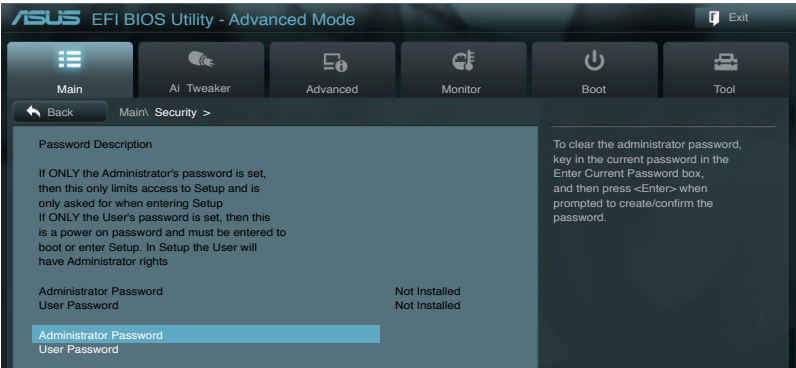 ASUS EFI BIOS Utility - Advanced Mode
Exit
Main
Ai Tweaker
Advanced
Monitor
Boot
Tool
Back
Main\ Security >
Password Description
If ONLY the Administrator's password is set,
then this only limits access to Setup and is
only asked for when entering Setup
If ONLY the User's password is set, then this
is a power on password and must be entered to
boot or enter Setup. In Setup the User will
have Administrator rights
Administrator Password Not Installed
User Password Not Installed
Administrator Password
User Password
To clear the administrator password,
key in the current password in the
Enter Current Password box,
and then press <Enter> when
prompted to create/confirm the
password.